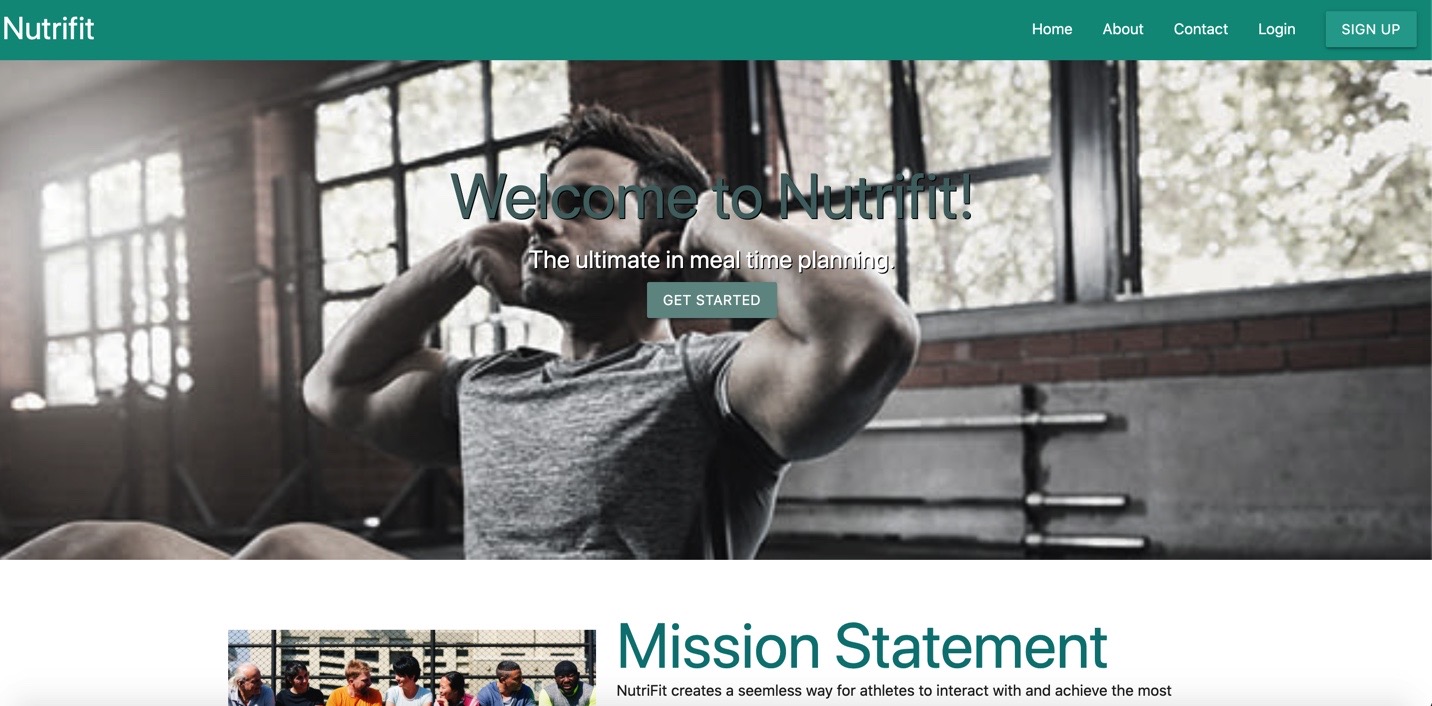 Nutrifit
Home About Contact Login SIGN UP
Welcome to Nutrifit!
The ultimate in meal time planning.
GET STARTED
Mission Statement
NutriFit creates a seemless way for athletes to interact with and achieve the most